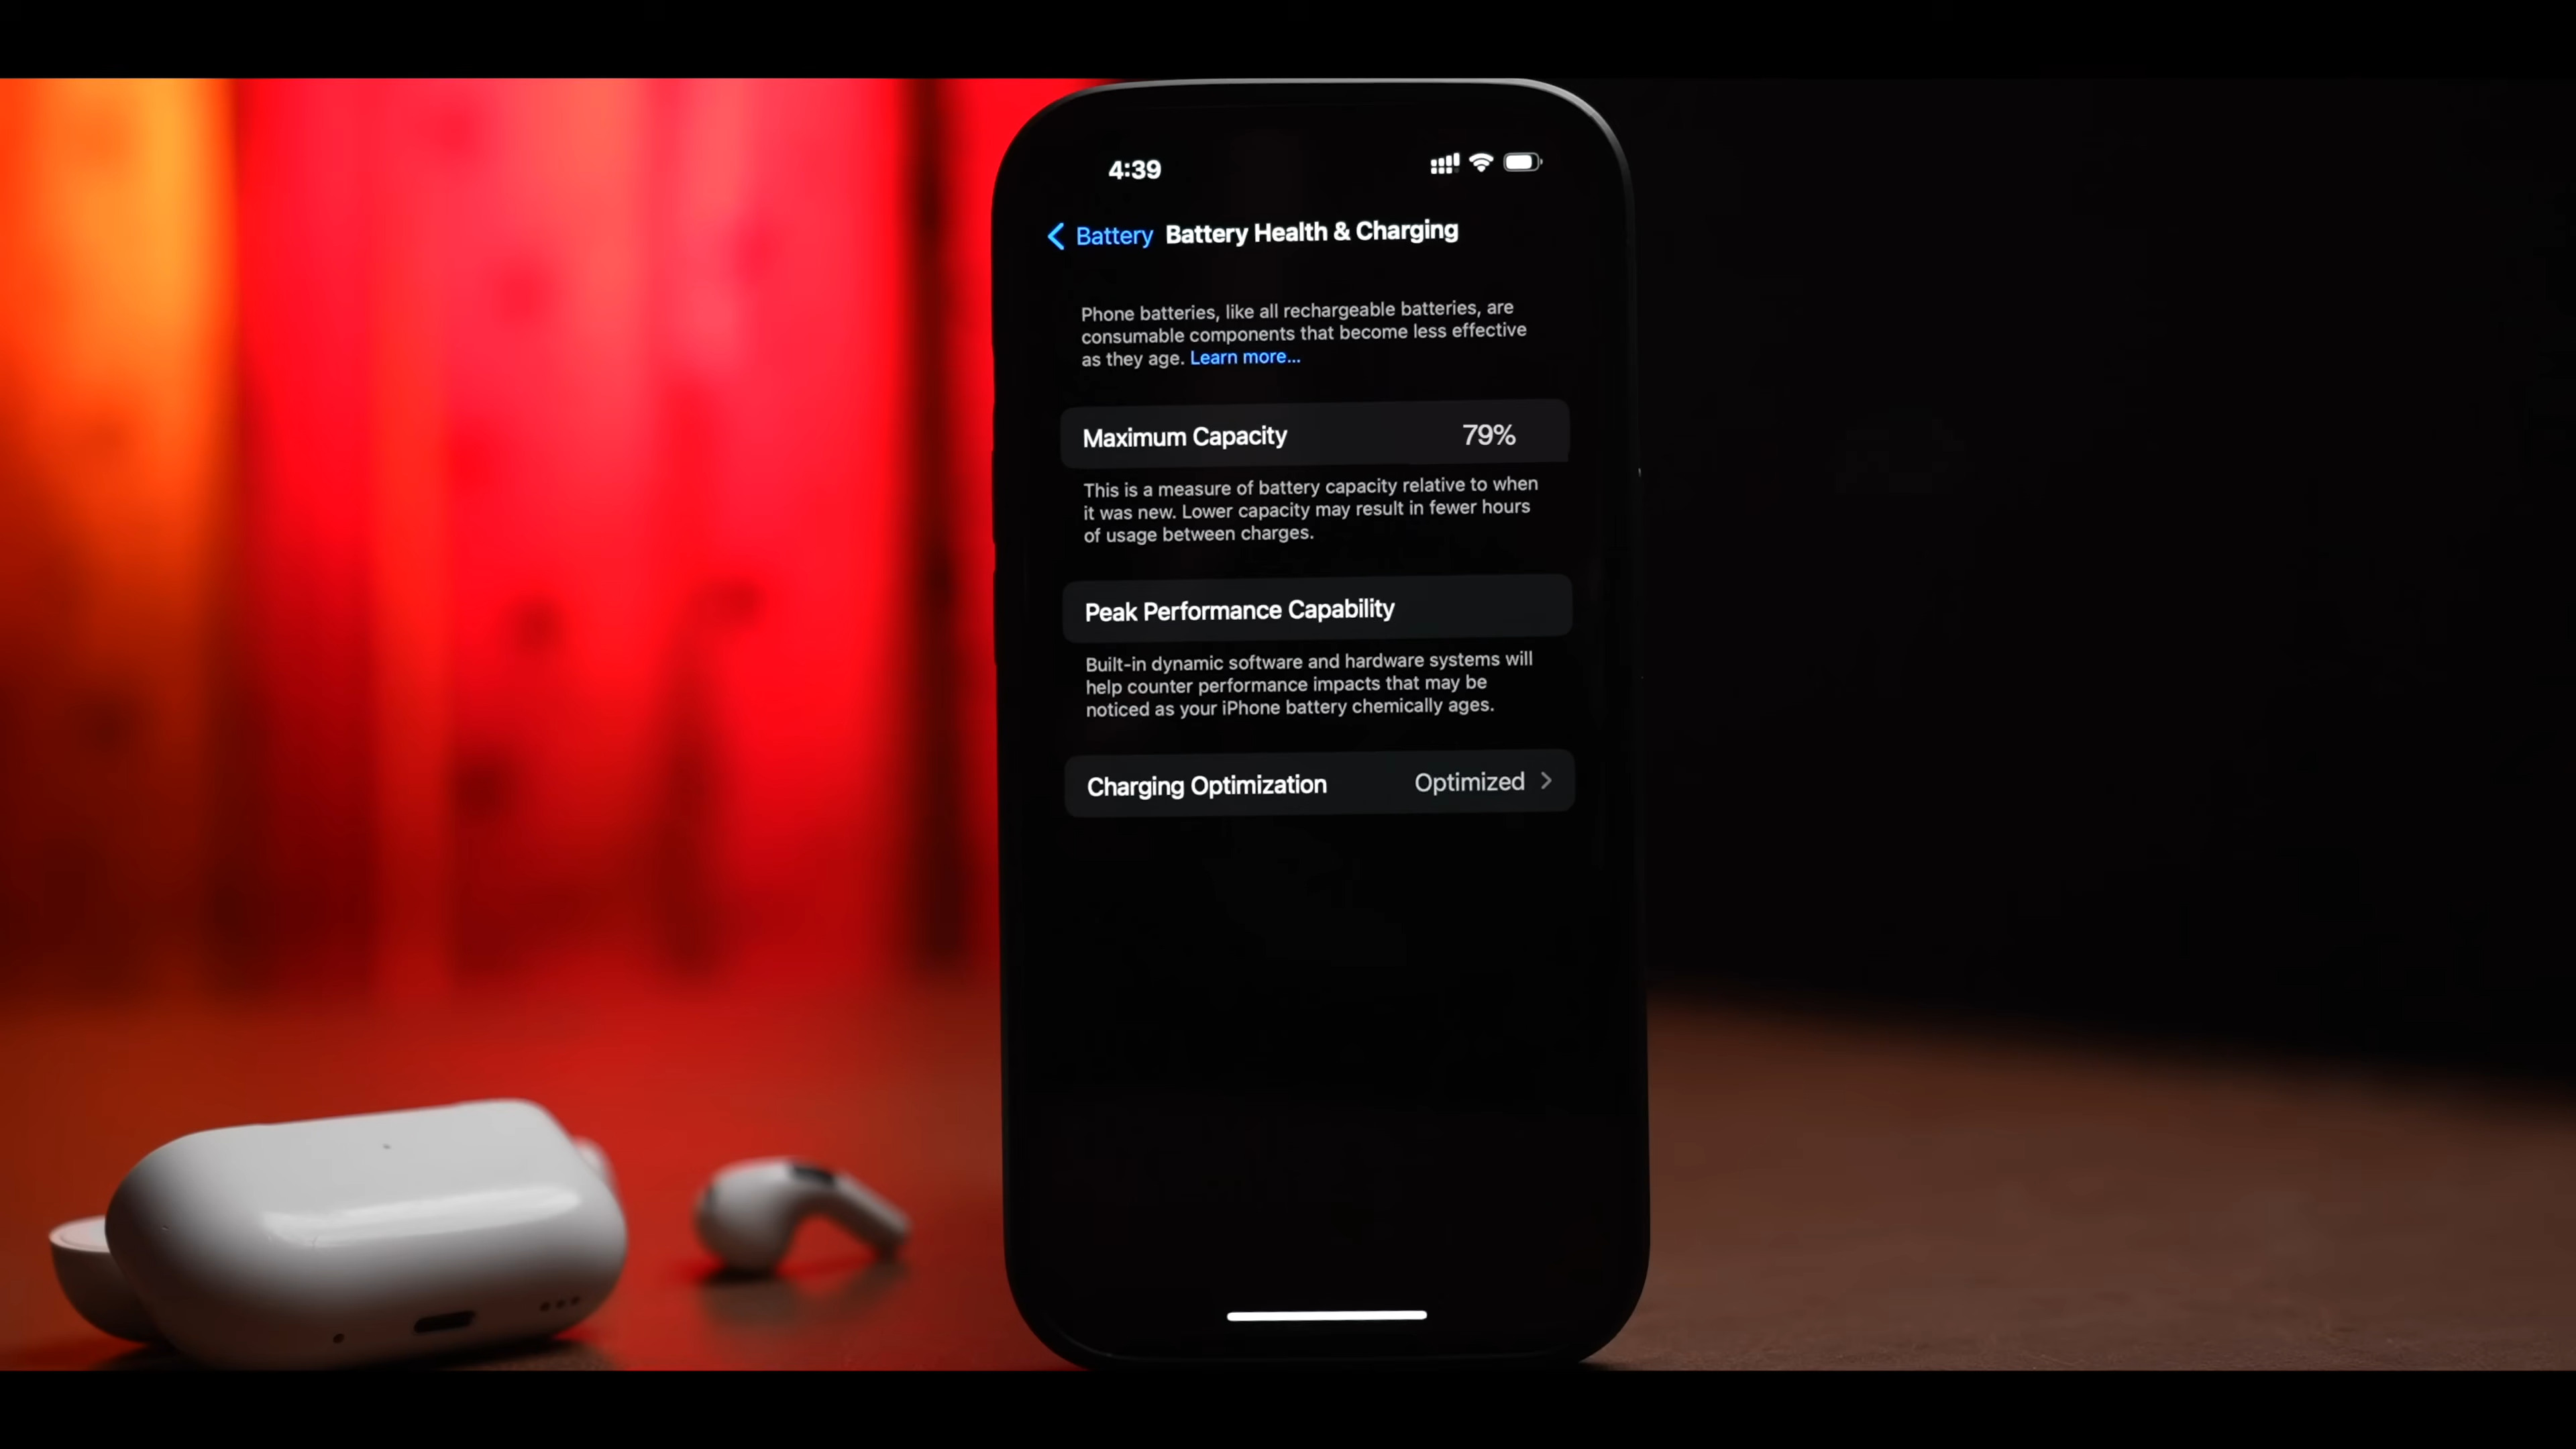 4:39
Battery Battery Health & Charging
Phone batteries, like all rechargeable batteries, are
consumable components that become less effective
as they age. Learn more...
Maximum Capacity 79%
This is a measure of battery capacity relative to when
it was new. Lower capacity may result in fewer hours
of usage between charges.
Peak Performance Capability
Built-in dynamic software and hardware systems will
help counter performance impacts that may be
noticed as your iPhone battery chemically ages.
Charging Optimization Optimized